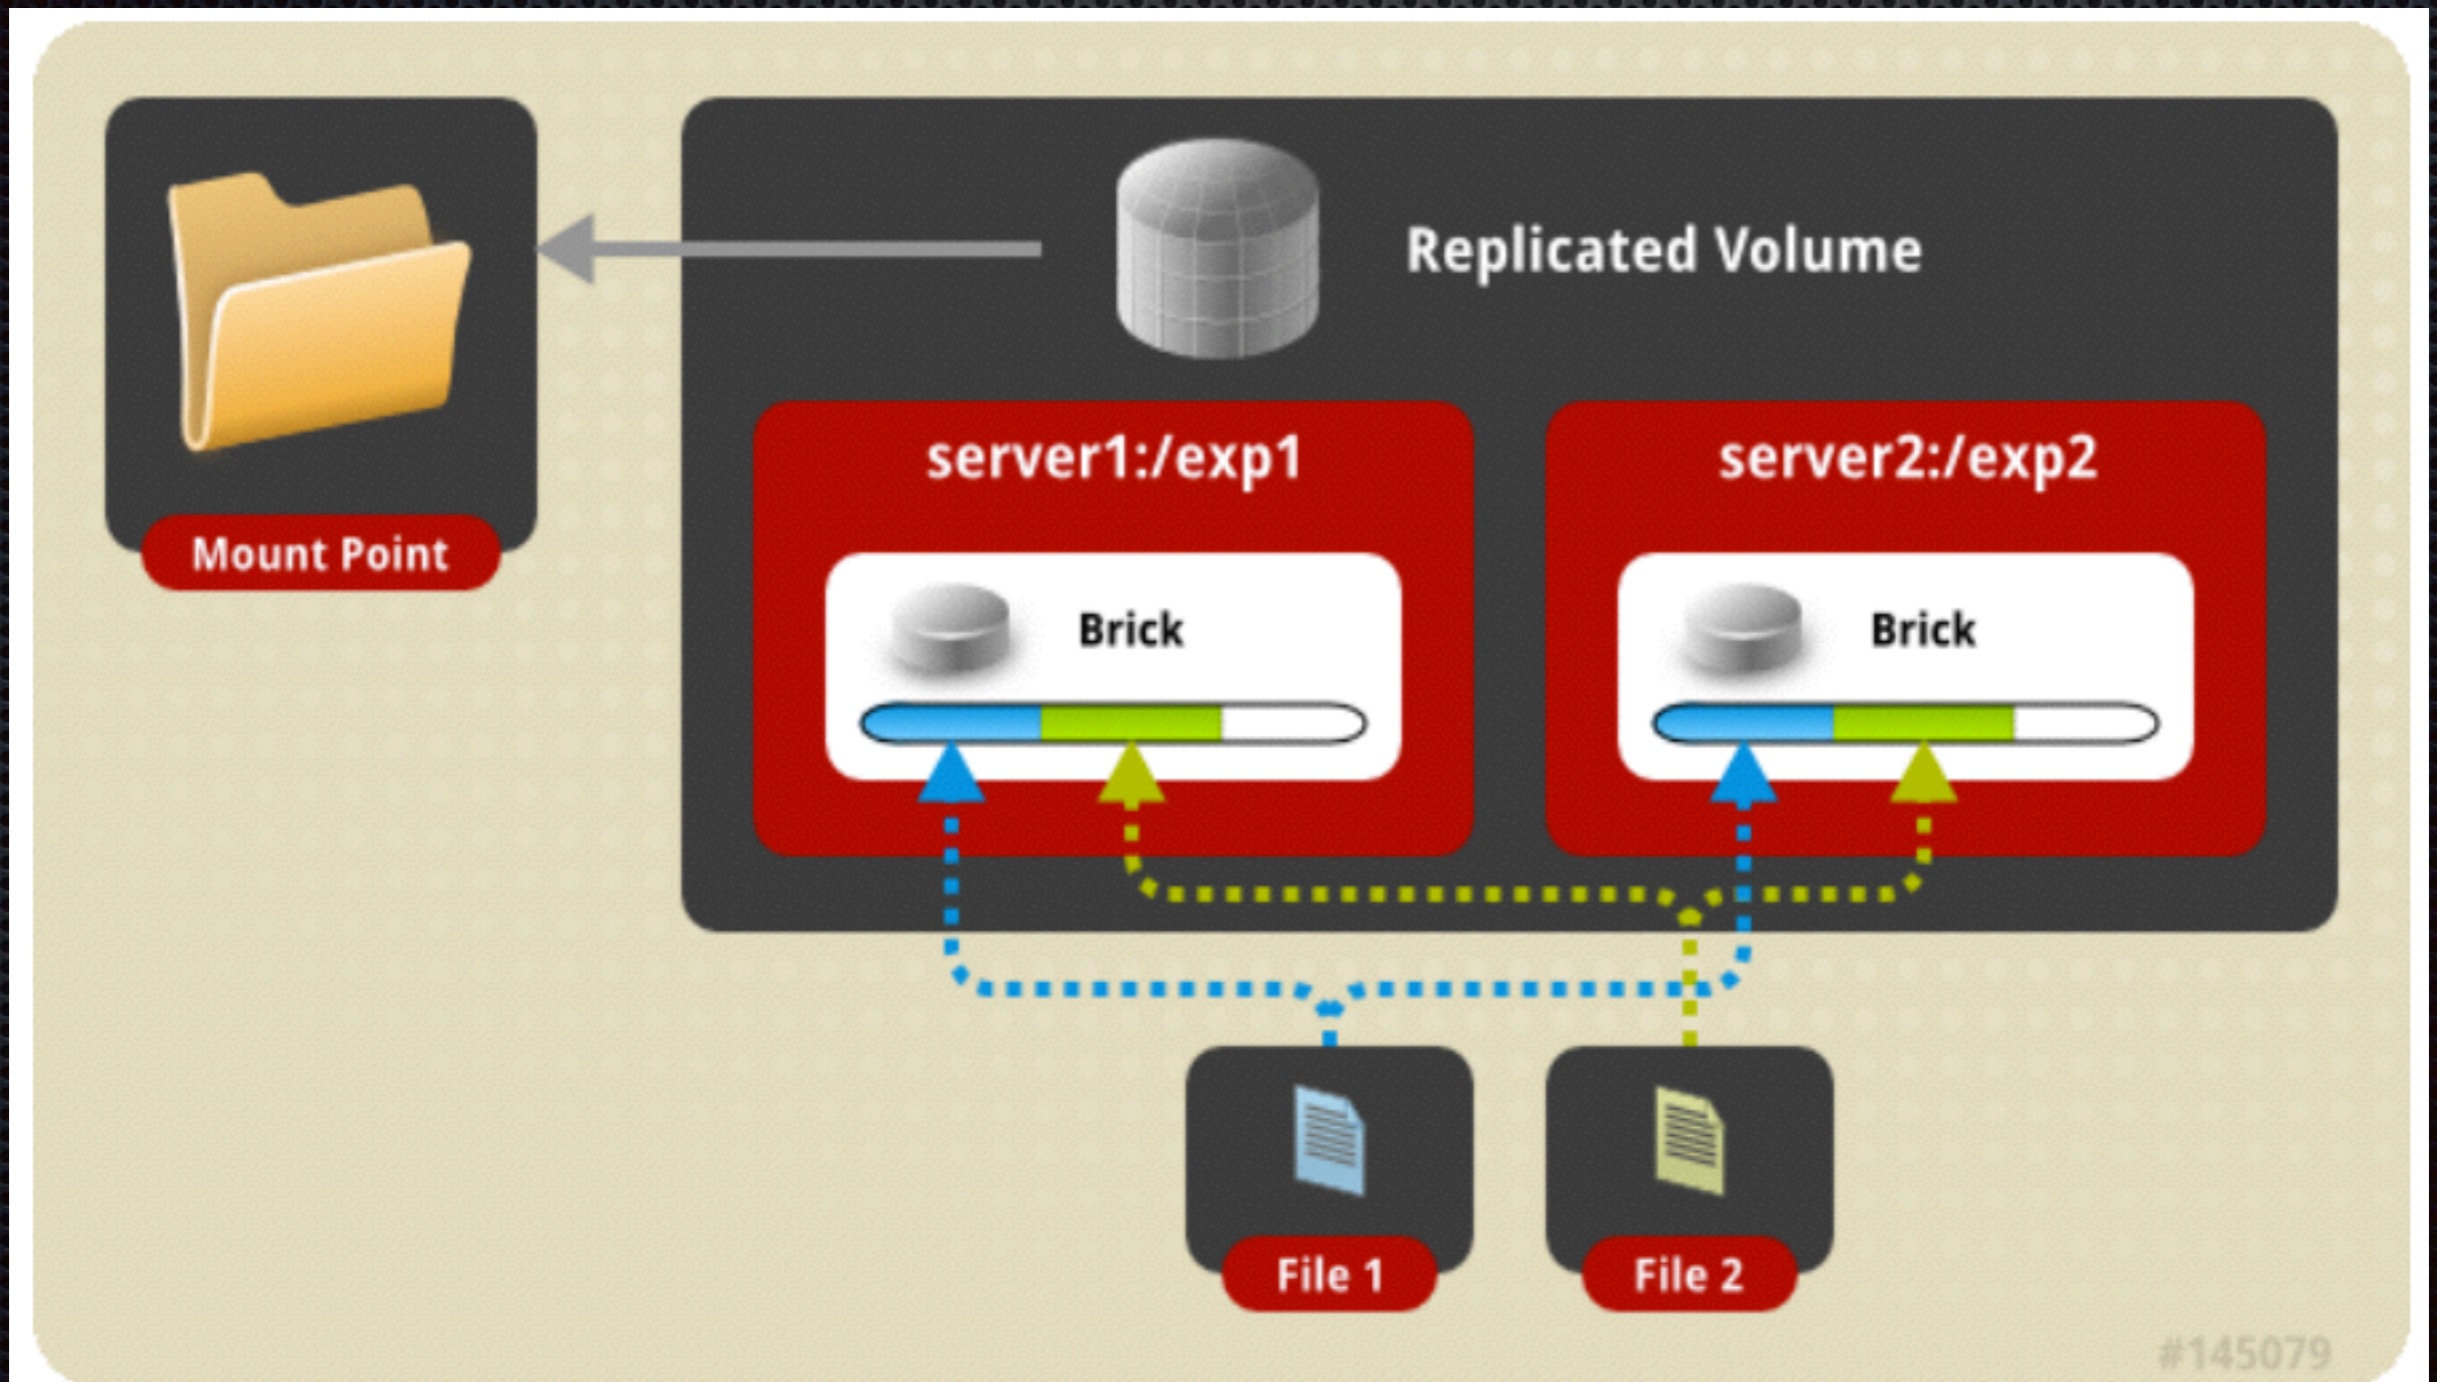 Replicated Volume
server1:/exp1
server2:/exp2
Mount Point
Brick
Brick
File 1
File 2
#145079